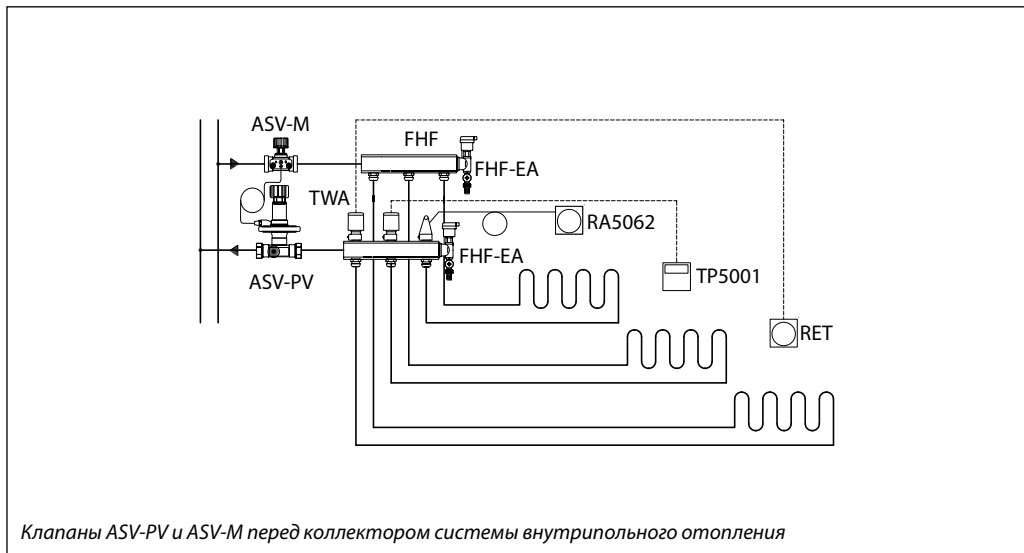 ASV-M
FHF
FHF-EA
TWA
RA5062
FHF-EA
ASV-PV
TP5001
RET
Клапаны ASV-PV и ASV-M перед коллектором системы внутрипольного отопления